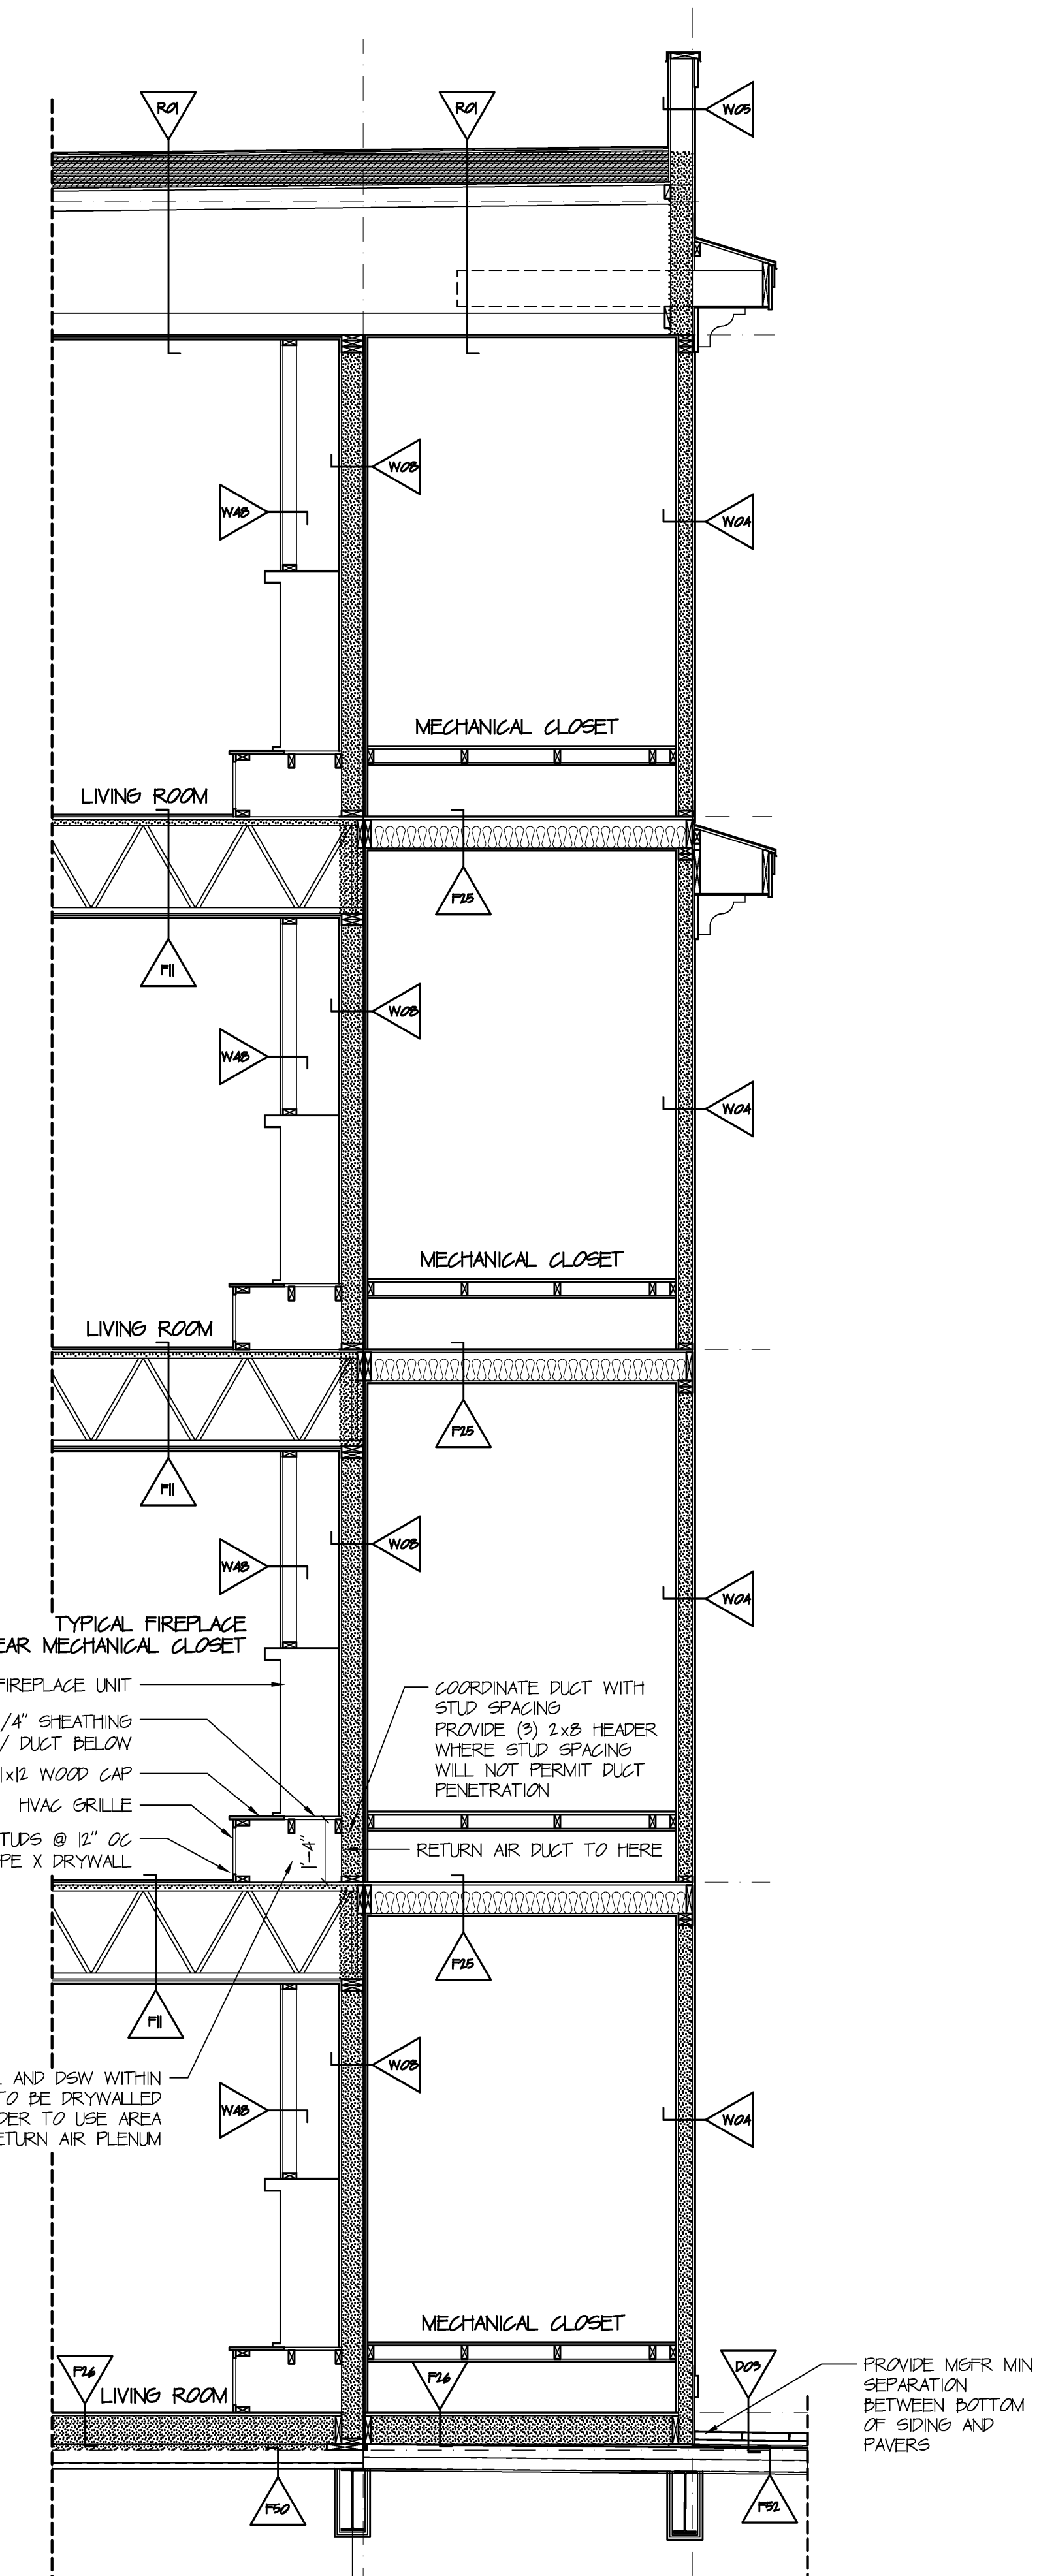 R01
R01
W05
W08
W48
W04
MECHANICAL CLOSET
LIVING ROOM
F25
F11
W08
W48
W04
MECHANICAL CLOSET
LIVING ROOM
F25
F11
W08
W48
W04
TYPICAL FIREPLACE
MECHANICAL CLOSET
FIREPLACE UNIT
/4" SHEATHING
DUCT BELOW
1x12 WOOD CAP
HVAC GRILLE
STUDS @ 12" OC
X DRYWALL
COORDINATE DUCT WITH
STUD SPACING
PROVIDE (3) 2x8 HEADER
WHERE STUD SPACING
WILL NOT PERMIT DUCT
PENETRATION
1'-4"
RETURN AIR DUCT TO HERE
F25
F11
W08
AND DSW WITHIN
TO BE DRYWALLED
TO USE AREA
RETURN AIR PLENUM
W48
W04
MECHANICAL CLOSET
F26
LIVING ROOM
F26
D03
PROVIDE MGFR MIN
SEPARATION
BETWEEN BOTTOM
OF SIDING AND
PAVERS
F50
F52